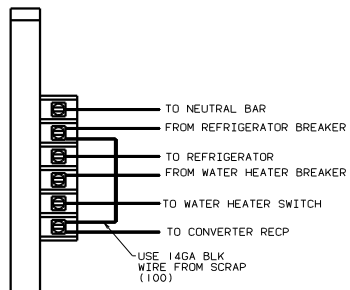 TO NEUTRAL BAR
FROM REFRIGERATOR BREAKER
TO REFRIGERATOR
FROM WATER HEATER BREAKER
TO WATER HEATER SWITCH
TO CONVERTER RECP
USE 14GA BLK
WIRE FROM SCRAP
(100)